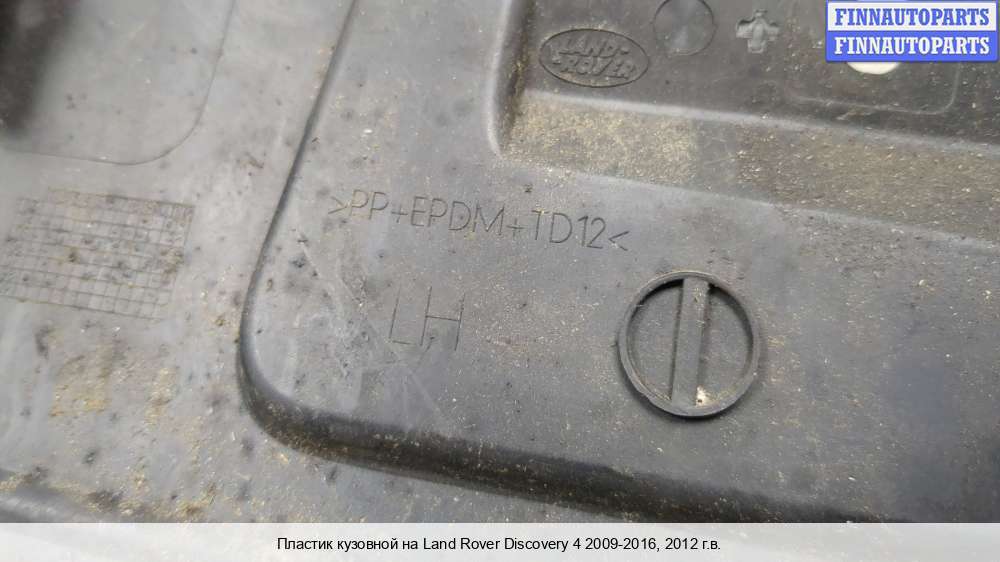 FINNAUTOPARTS
FINNAUTOPARTS
LAND-
ROVER
>PP+EPDM+TD12<
LH
Пластик кузовной на Land Rover Discovery 4 2009-2016, 2012 г.в.